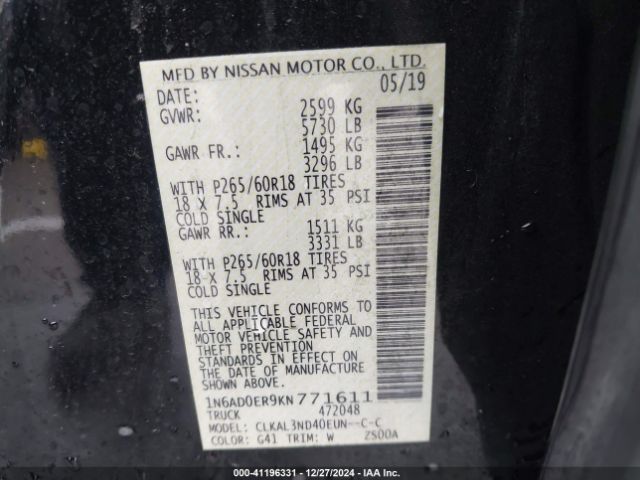 MFD BY NISSAN MOTOR CO., LTD.
DATE: 05/19
GVWR: 2599 KG
5730 LB
GAWR FR.: 1495 KG
3296 LB
WITH P265/60R18 TIRES
18 X 7.5 RIMS AT 35 PSI
COLD SINGLE
GAWR RR.: 1511 KG
3331 LB
WITH P265/60R18 TIRES
18 X 7.5 RIMS AT 35 PSI
COLD SINGLE
THIS VEHICLE CONFORMS TO
ALL APPLICABLE FEDERAL
MOTOR VEHICLE SAFETY AND
THEFT PREVENTION
STANDARDS IN EFFECT ON
THE DATE OF MANUFACTURE
SHOWN ABOVE.
1N6AD0ER9KN771611
TRUCK 472048
MODEL: CLKAL3ND40EUN--C-C
COLOR: G41 TRIM: W ZS00A
000-41196331 - 12/27/2024 - IAA, Inc.